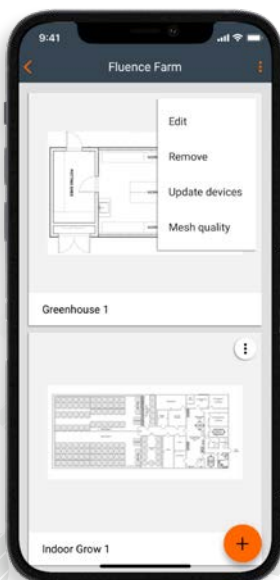 9:41
Fluence Farm
Edit
Remove
Update devices
Mesh quality
Greenhouse 1
Indoor Grow 1
+